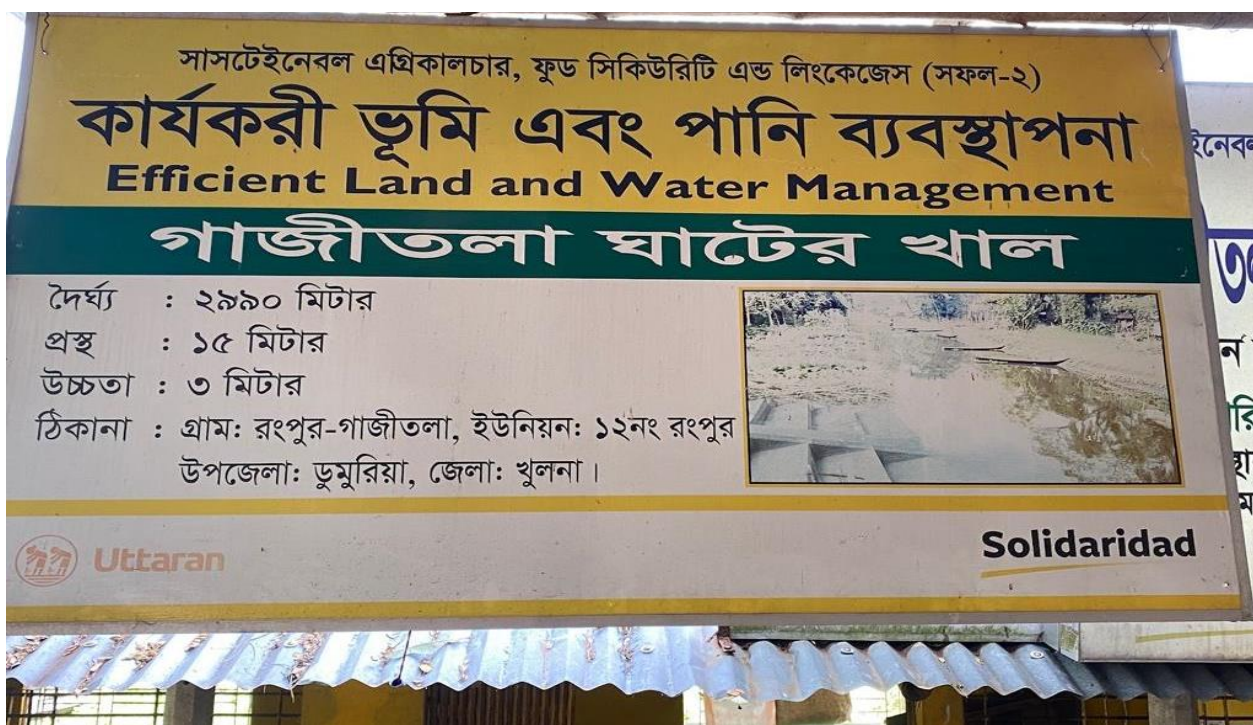 সাসটেইনেবল এগ্রিকালচার, ফুড সিকিউরিটি এন্ড লিংকেজেস (সফল-২)
কার্যকরী ভূমি এবং পানি ব্যবস্থাপনা
Efficient Land and Water Management
গাজীতলা ঘাটের খাল
দৈর্ঘ্য : ২৯৯০ মিটার
প্রস্থ : ১৫ মিটার
উচ্চতা : ৩ মিটার
ঠিকানা : গ্রাম: রংপুর-গাজীতলা, ইউনিয়ন: ১২নং রংপুর
উপজেলা: ডুমুরিয়া, জেলা: খুলনা।
Uttaran
Solidaridad